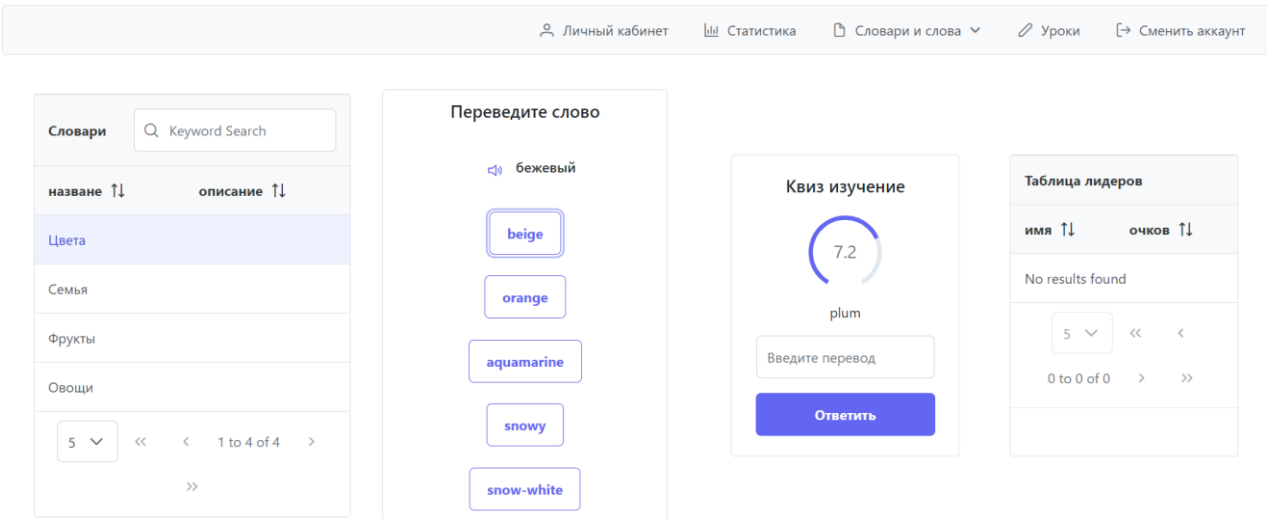 Личный кабинет Статистика Словари и слова Уроки Сменить аккаунт
Словари Keyword Search
назване описание
Цвета
Семья
Фрукты
Овощи
5 1 to 4 of 4
Переведите слово
бежевый
beige
orange
aquamarine
snowy
snow-white
Квиз изучение
7.2
plum
Введите перевод
Ответить
Таблица лидеров
имя очков
No results found
5
0 to 0 of 0